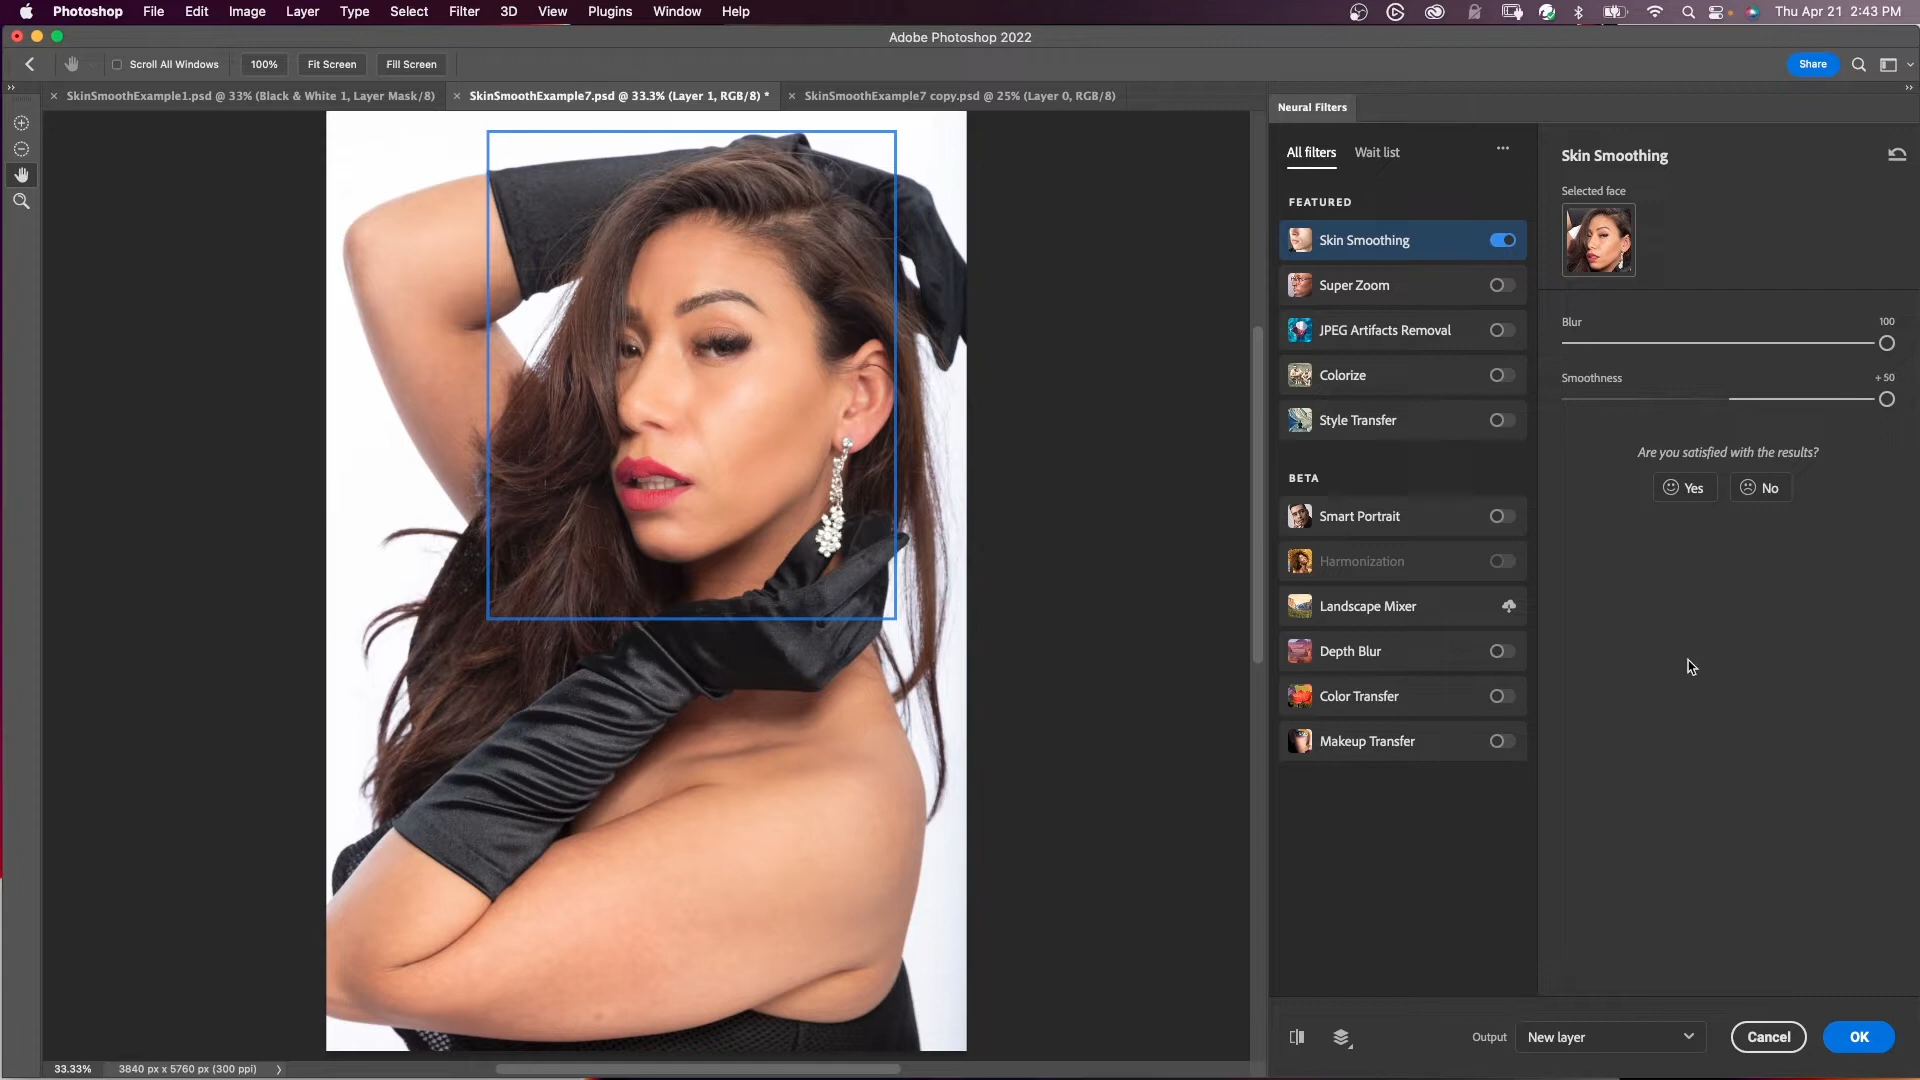 Photoshop File Edit Image Layer Type Select Filter 3D View Plugins Window Help Thu Apr 21 2:43 PM
Adobe Photoshop 2022
Scroll All Windows 100% Fit Screen Fill Screen Share
SkinSmoothExample1.psd @ 33% (Black & White 1, Layer Mask/8) SkinSmoothExample7.psd @ 33.3% (Layer 1, RGB/8) * SkinSmoothExample7 copy.psd @ 25% (Layer 0, RGB/8)
Neural Filters
All filters Wait list
FEATURED
Skin Smoothing
Super Zoom
JPEG Artifacts Removal
Colorize
Style Transfer
BETA
Smart Portrait
Harmonization
Landscape Mixer
Depth Blur
Color Transfer
Makeup Transfer
Skin Smoothing
Selected face
Blur 100
Smoothness +50
Are you satisfied with the results?
Yes No
Output New layer Cancel OK
33.33% 3840 px x 5760 px (300 ppi)